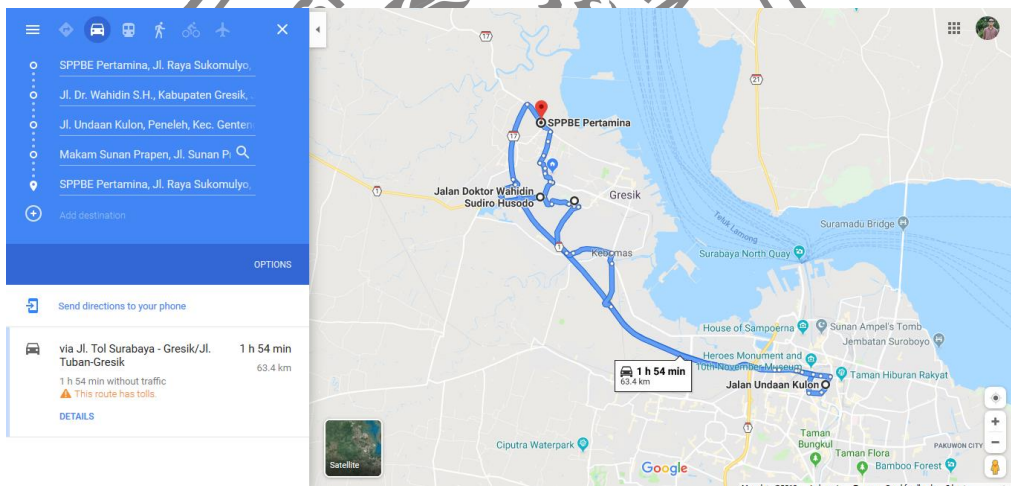 SPPBE Pertamina, Jl. Raya Sukomulyo,
Jl. Dr. Wahidin S.H., Kabupaten Gresik,
Jl. Undaan Kulon, Peneleh, Kec. Genten
Makam Sunan Prapen, Jl. Sunan P
SPPBE Pertamina, Jl. Raya Sukomulyo,
Add destination
OPTIONS
Send directions to your phone
via Jl. Tol Surabaya - Gresik/Jl. 1 h 54 min
Tuban-Gresik 63.4 km
1 h 54 min without traffic
This route has tolls.
DETAILS
17
21
SPPBE Pertamina
17
1
Jalan Doktor Wahidin
Sudiro Husodo
Gresik
Teluk Lamong
Suramadu Bridge
1
Kebomas
Surabaya North Quay
House of Sampoerna
Sunan Ampel's Tomb
Jembatan Suroboyo
Heroes Monument and
10th November Museum
1 h 54 min
63.4 km
Taman Hiburan Rakyat
Jalan Undaan Kulon
1
Taman
Bungkul
Ciputra Waterpark
PAKUWON CITY
Taman Flora
Bamboo Forest
Satellite
Google